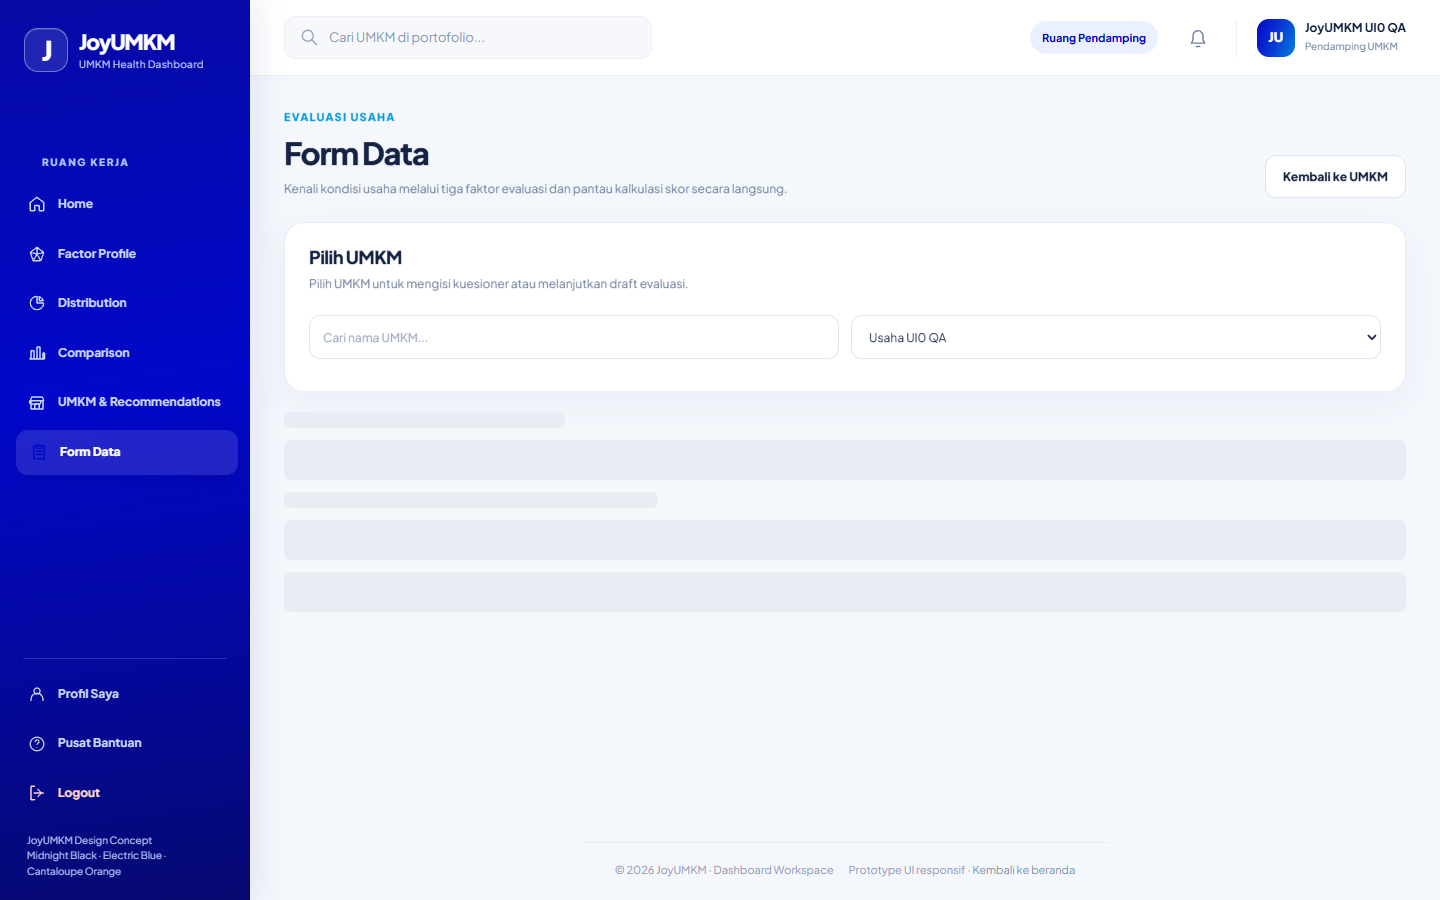 J
JoyUMKM
UMKM Health Dashboard
RUANG KERJA
Home
Factor Profile
Distribution
Comparison
UMKM & Recommendations
Form Data
Profil Saya
Pusat Bantuan
Logout
JoyUMKM Design Concept
Midnight Black · Electric Blue ·
Cantaloupe Orange
Cari UMKM di portofolio...
Ruang Pendamping
JU
JoyUMKM UI0 QA
Pendamping UMKM
EVALUASI USAHA
Form Data
Kenali kondisi usaha melalui tiga faktor evaluasi dan pantau kalkulasi skor secara langsung.
Kembali ke UMKM
Pilih UMKM
Pilih UMKM untuk mengisi kuesioner atau melanjutkan draft evaluasi.
Cari nama UMKM...
Usaha UI0 QA
© 2026 JoyUMKM · Dashboard Workspace
Prototype UI responsif · Kembali ke beranda